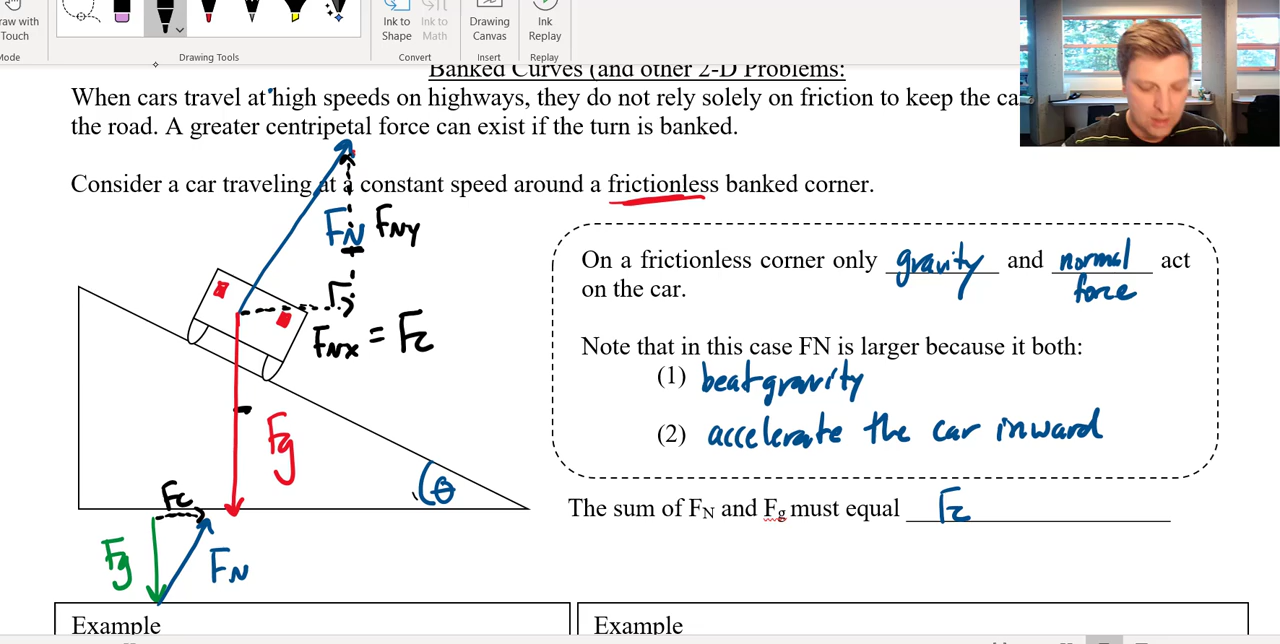 raw with
Touch
Mode
Ink to
Shape
Ink to
Math
Drawing
Canvas
Ink
Replay
Drawing Tools
Convert
Insert
Replay
Banked Curves (and other 2-D Problems:
When cars travel at high speeds on highways, they do not rely solely on friction to keep the ca
the road. A greater centripetal force can exist if the turn is banked.
Consider a car traveling at a constant speed around a frictionless banked corner.
FN FNy
FNx = Fc
Fg
θ
Fc
Fg
FN
On a frictionless corner only gravity and normal force act
on the car.
Note that in this case FN is larger because it both:
(1) beat gravity
(2) accelerate the car inward
The sum of FN and Fg must equal Fc
Example
Example